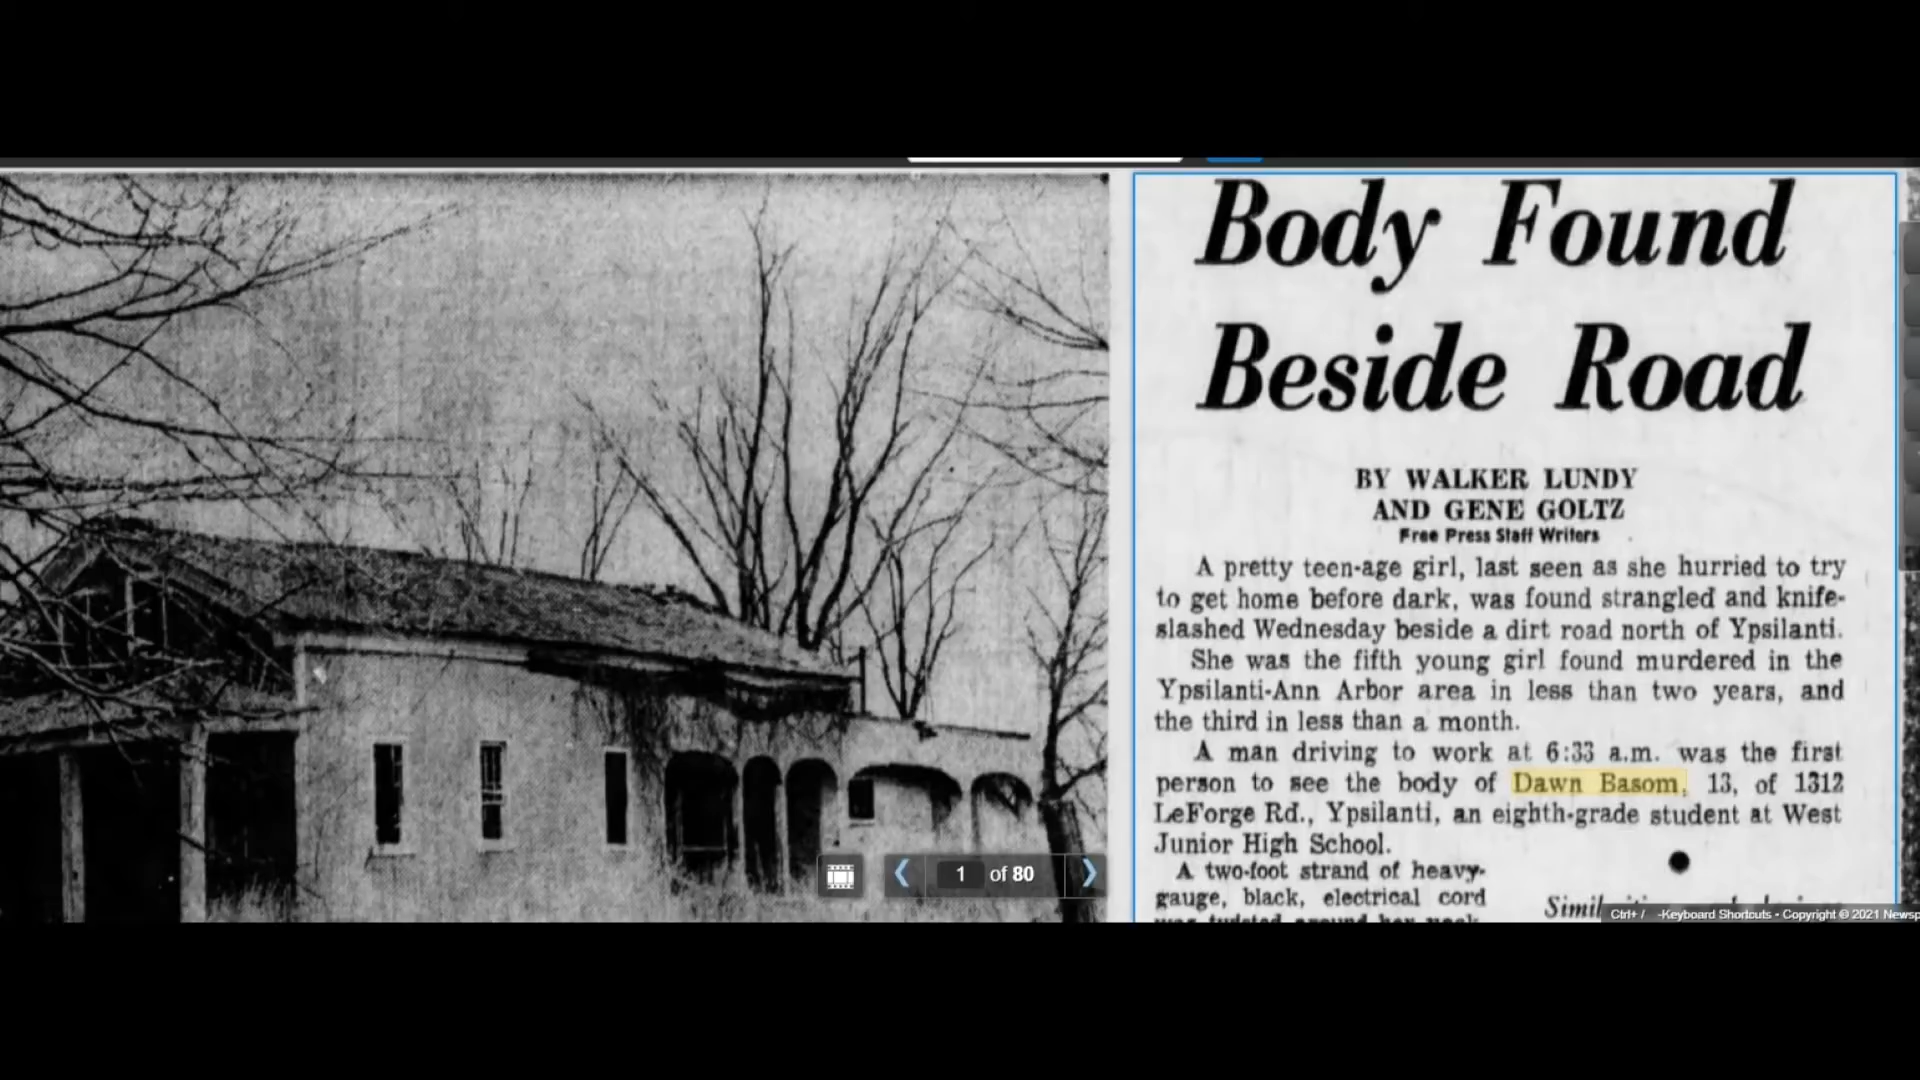 Body Found
Beside Road
BY WALKER LUNDY
AND GENE GOLTZ
Free Press Staff Writers
A pretty teen-age girl, last seen as she hurried to try
to get home before dark, was found strangled and knife-
slashed Wednesday beside a dirt road north of Ypsilanti.
She was the fifth young girl found murdered in the
Ypsilanti-Ann Arbor area in less than two years, and
the third in less than a month.
A man driving to work at 6:33 a.m. was the first
person to see the body of Dawn Basom, 13, of 1312
LeForge Rd., Ypsilanti, an eighth-grade student at West
Junior High School.
A two-foot strand of heavy-
gauge, black, electrical cord
1 of 80
Ctrl+ / -Keyboard Shortcuts • Copyright © 2021 Newsp